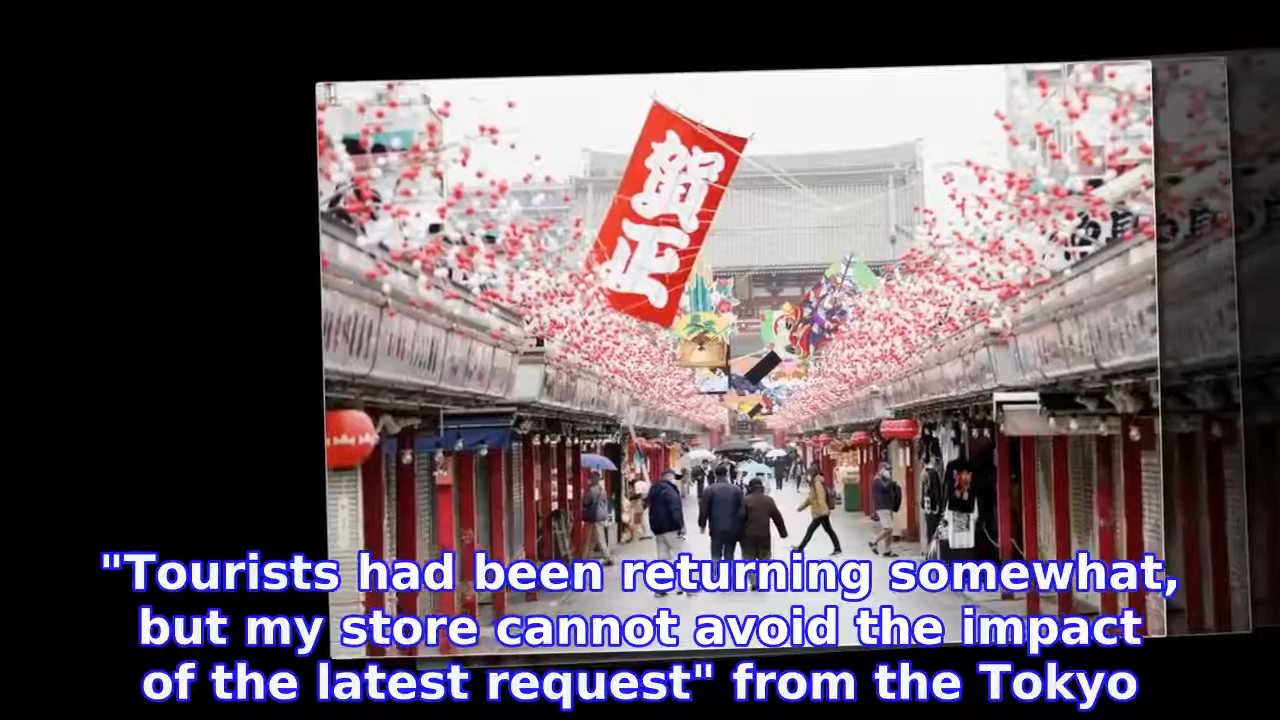 賀正
"Tourists had been returning somewhat,
but my store cannot avoid the impact
of the latest request" from the Tokyo